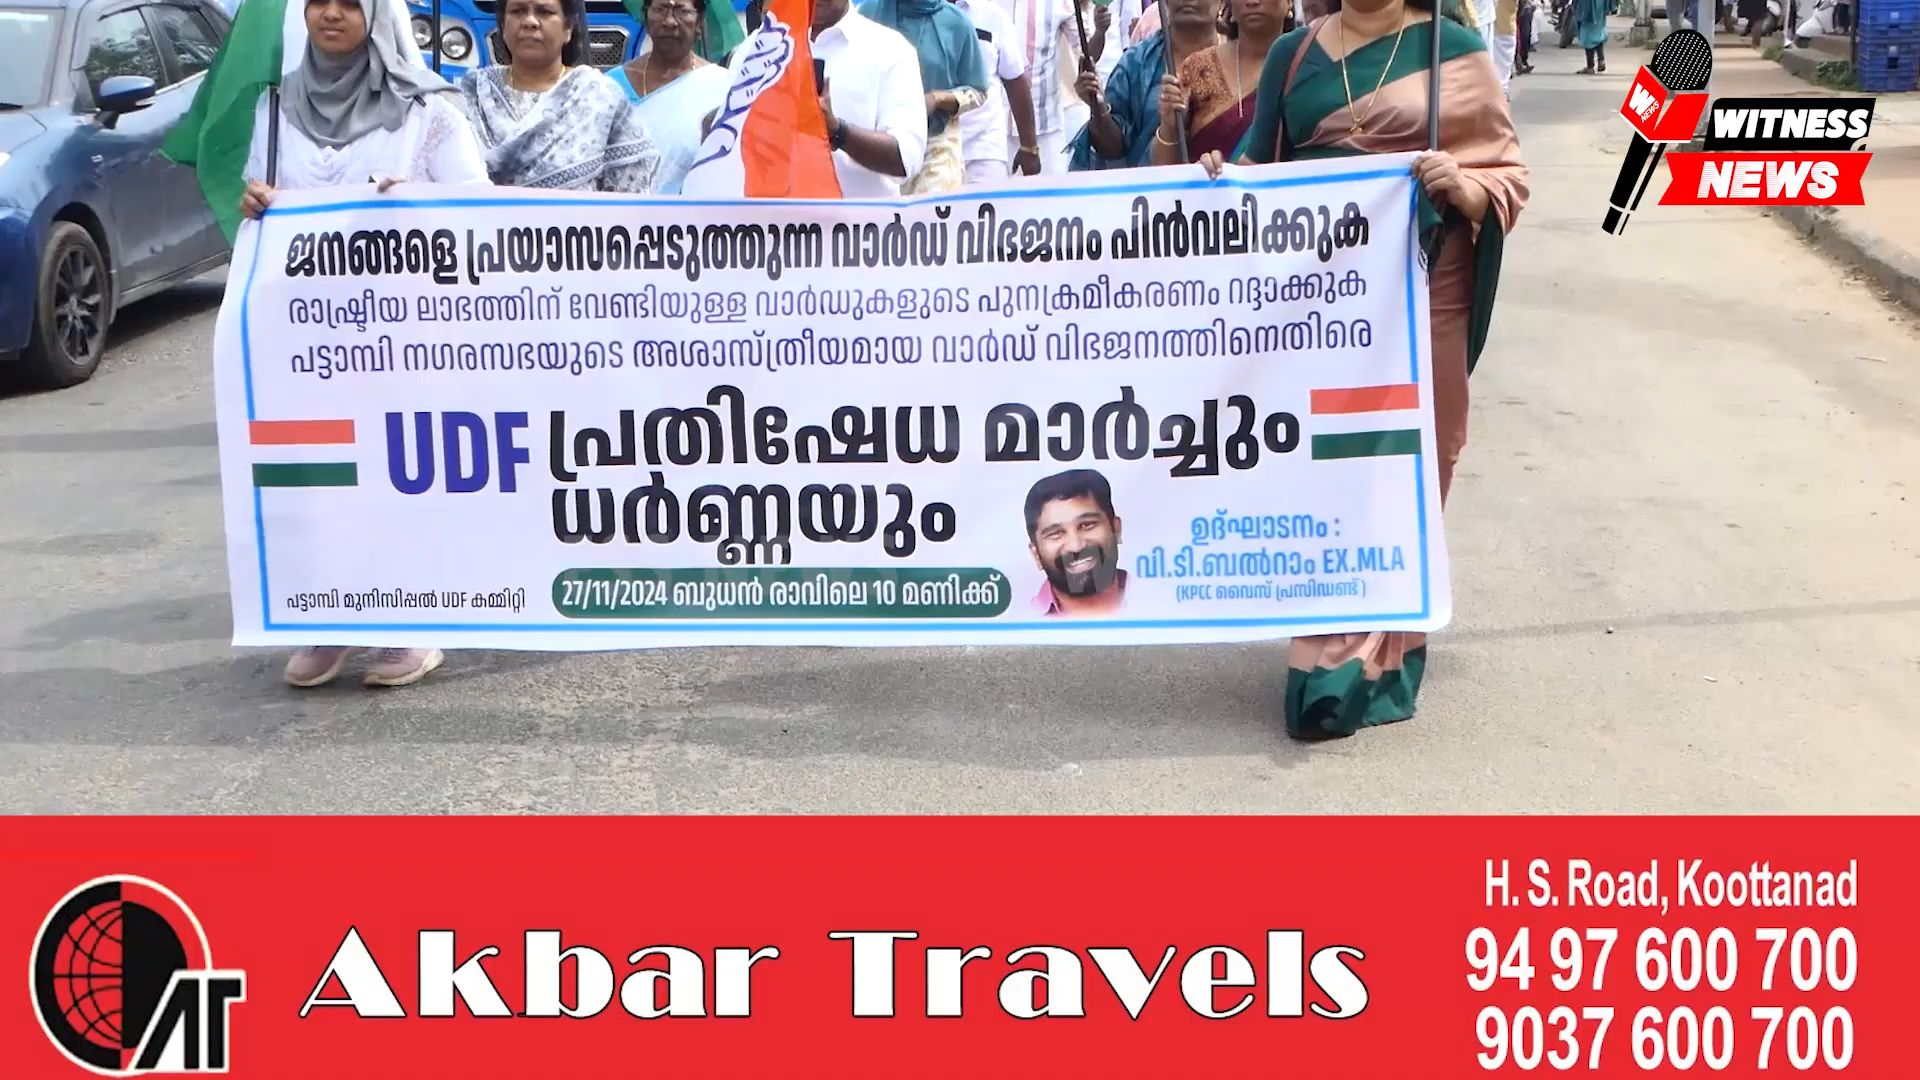 WITNESS
NEWS
ജനങ്ങളെ പ്രയാസപ്പെടുത്തുന്ന വാർഡ് വിഭജനം പിൻവലിക്കുക
രാഷ്ട്രീയ ലാഭത്തിന് വേണ്ടിയുള്ള വാർഡുകളുടെ പുനക്രമീകരണം റദ്ദാക്കുക
പട്ടാമ്പി നഗരസഭയുടെ അശാസ്ത്രീയമായ വാർഡ് വിഭജനത്തിനെതിരെ
UDF പ്രതിഷേധ മാർച്ചും
ധർണ്ണയും
ഉദ്ഘാടനം :
വി.ടി.ബൽറാം EX.MLA
(KPCC വൈസ് പ്രസിഡണ്ട്)
27/11/2024 ബുധൻ രാവിലെ 10 മണിക്ക്
പട്ടാമ്പി മുനിസിപ്പൽ UDF കമ്മിറ്റി
AT
Akbar Travels
H. S. Road, Koottanad
94 97 600 700
9037 600 700